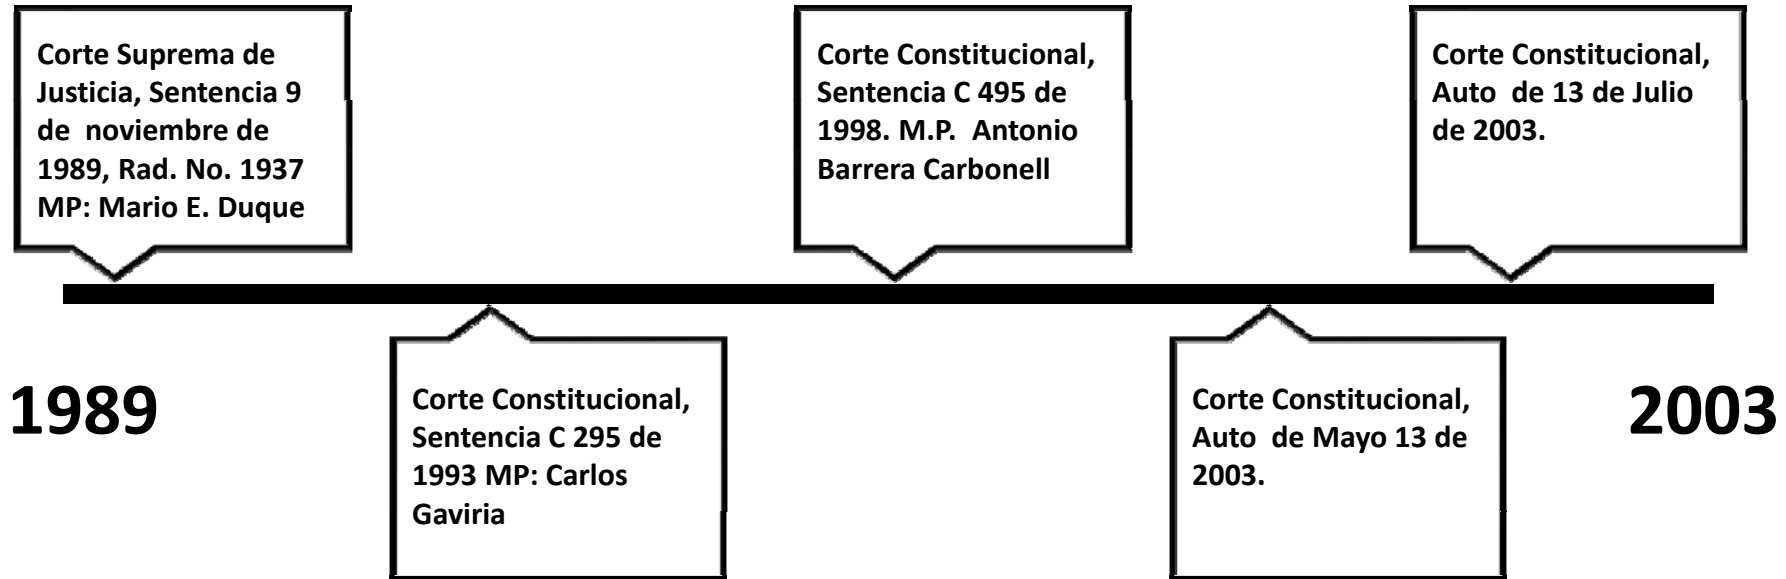 Corte Suprema de
Justicia, Sentencia 9
de noviembre de
1989, Rad. No. 1937
MP: Mario E. Duque
Corte Constitucional,
Sentencia C 495 de
1998. M.P. Antonio
Barrera Carbonell
Corte Constitucional,
Auto de 13 de Julio
de 2003.
1989
Corte Constitucional,
Sentencia C 295 de
1993 MP: Carlos
Gaviria
Corte Constitucional,
Auto de Mayo 13 de
2003.
2003